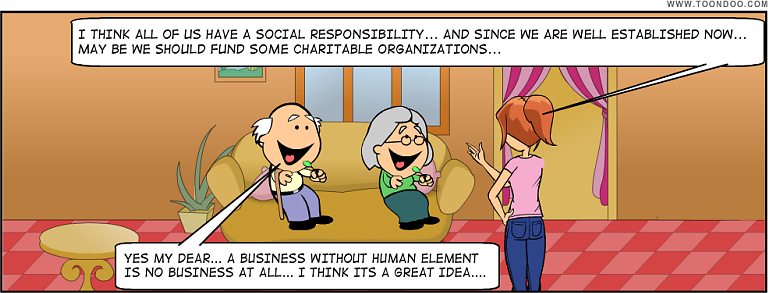 WWW.TOONDOO.COM
I THINK ALL OF US HAVE A SOCIAL RESPONSIBILITY... AND SINCE WE ARE WELL ESTABLISHED NOW...
MAY BE WE SHOULD FUND SOME CHARITABLE ORGANIZATIONS...
YES MY DEAR... A BUSINESS WITHOUT HUMAN ELEMENT
IS NO BUSINESS AT ALL... I THINK ITS A GREAT IDEA....